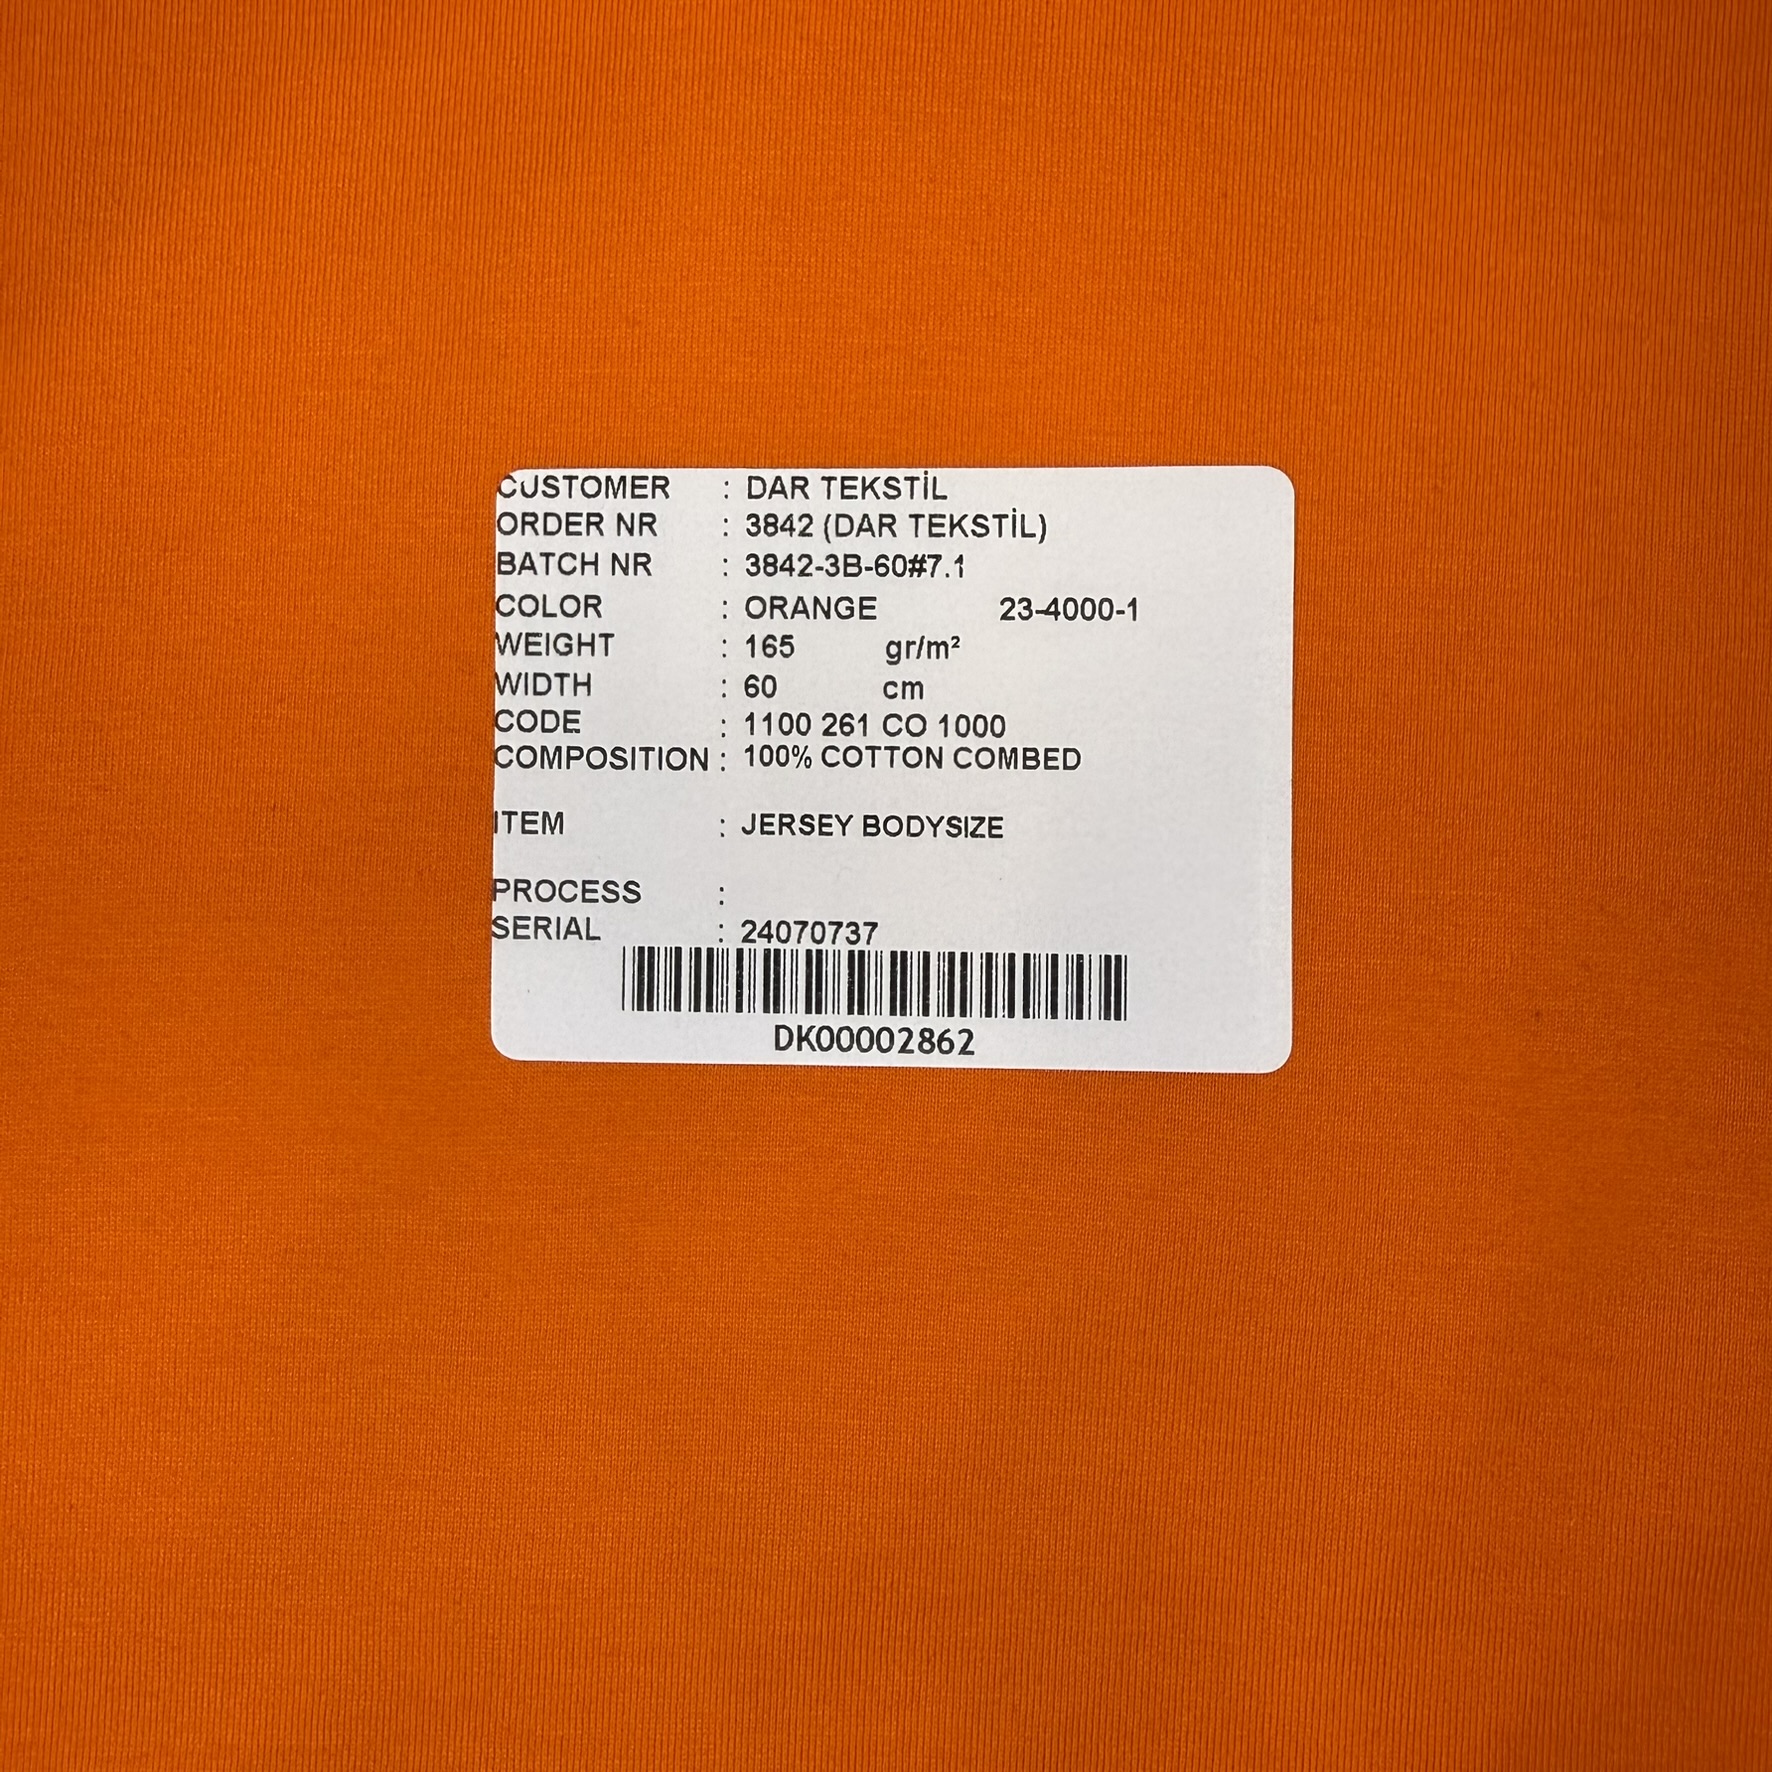 CUSTOMER : DAR TEKSTİL
ORDER NR : 3842 (DAR TEKSTİL)
BATCH NR : 3842-3B-60#7.1
COLOR : ORANGE 23-4000-1
WEIGHT : 165 gr/m²
WIDTH : 60 cm
CODE : 1100 261 CO 1000
COMPOSITION : 100% COTTON COMBED
ITEM : JERSEY BODYSIZE
PROCESS :
SERIAL : 24070737
DK00002862